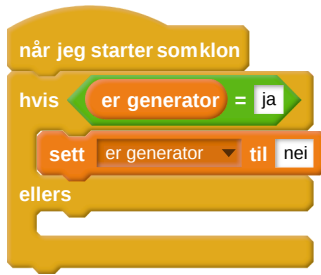 når jeg starter som klon
hvis er generator = ja
sett er generator til nei
ellers